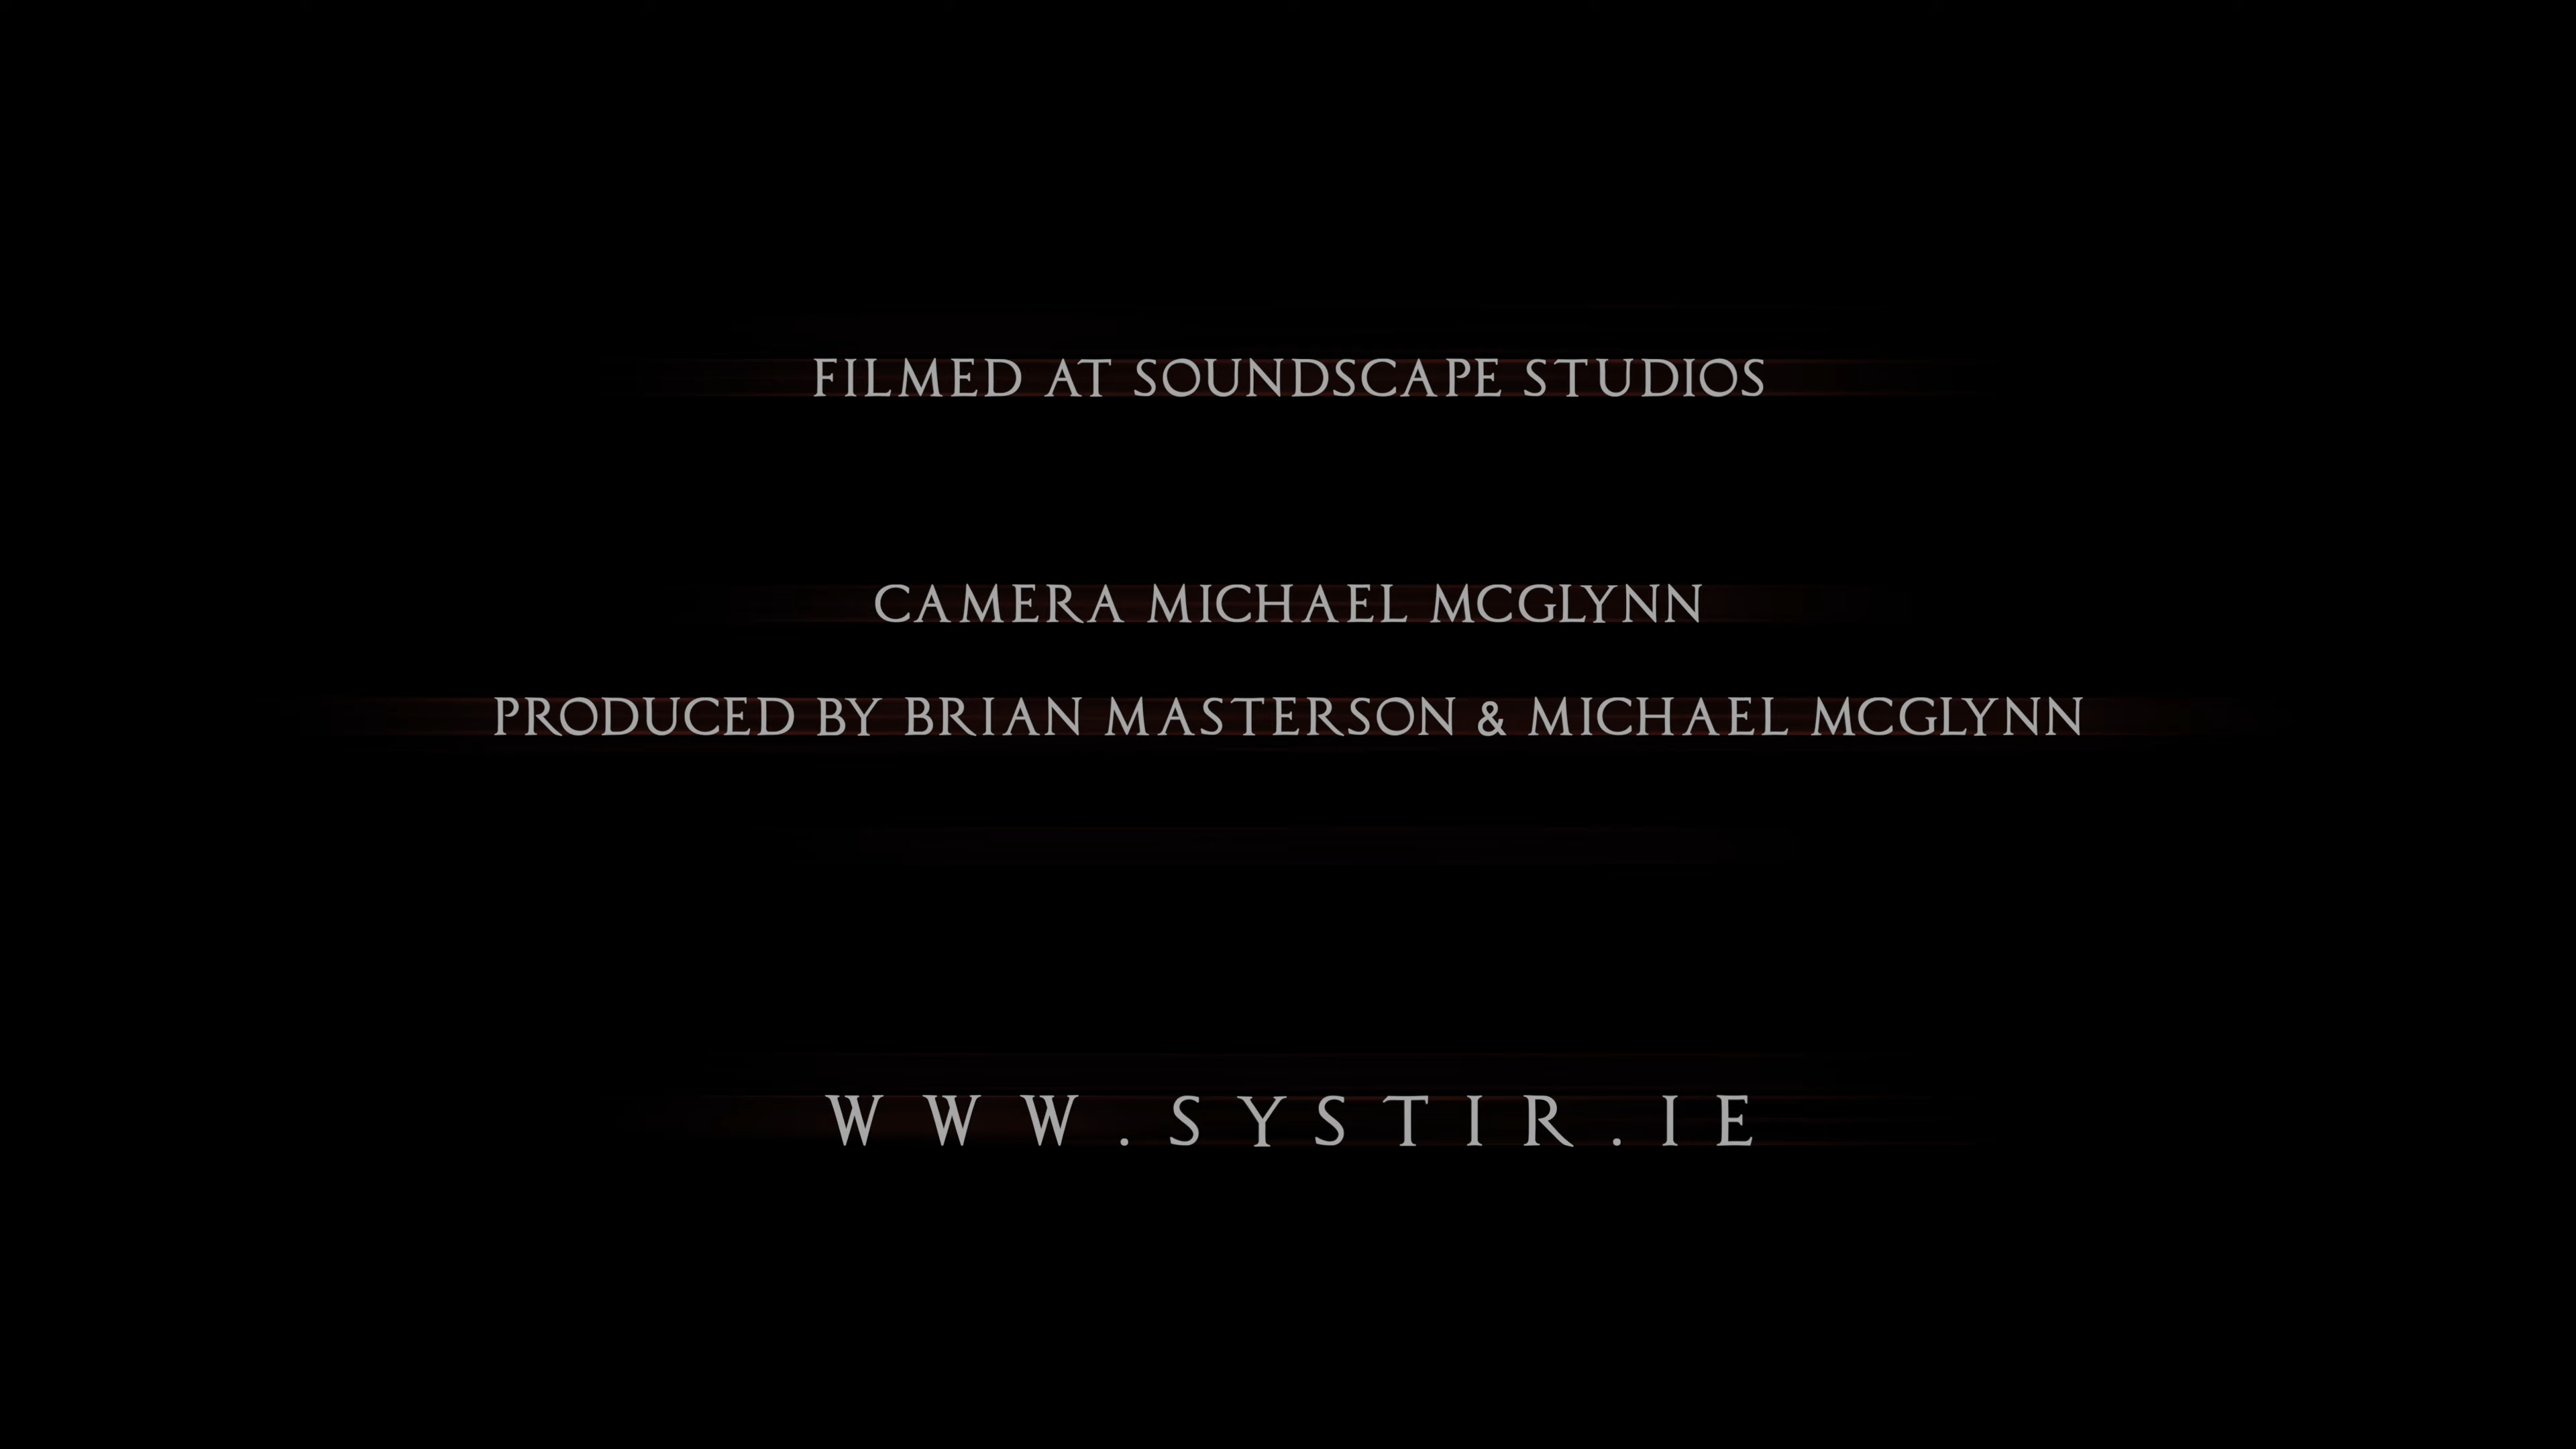 FILMED AT SOUNDSCAPE STUDIOS
CAMERA MICHAEL MCGLYNN
PRODUCED BY BRIAN MASTERSON & MICHAEL MCGLYNN
WWW.SYSTIR.IE